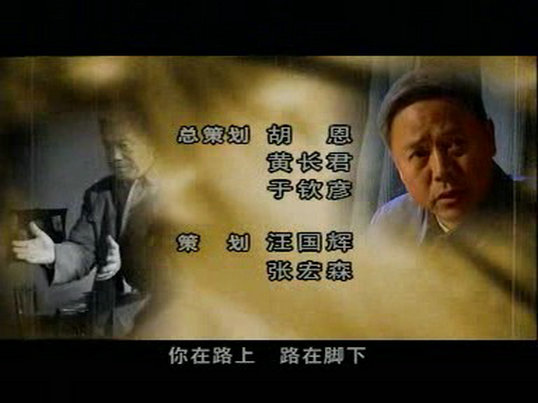 总策划 胡 恩
黄长君
于钦彦
策 划 汪国辉
张宏森
你在路上 路在脚下